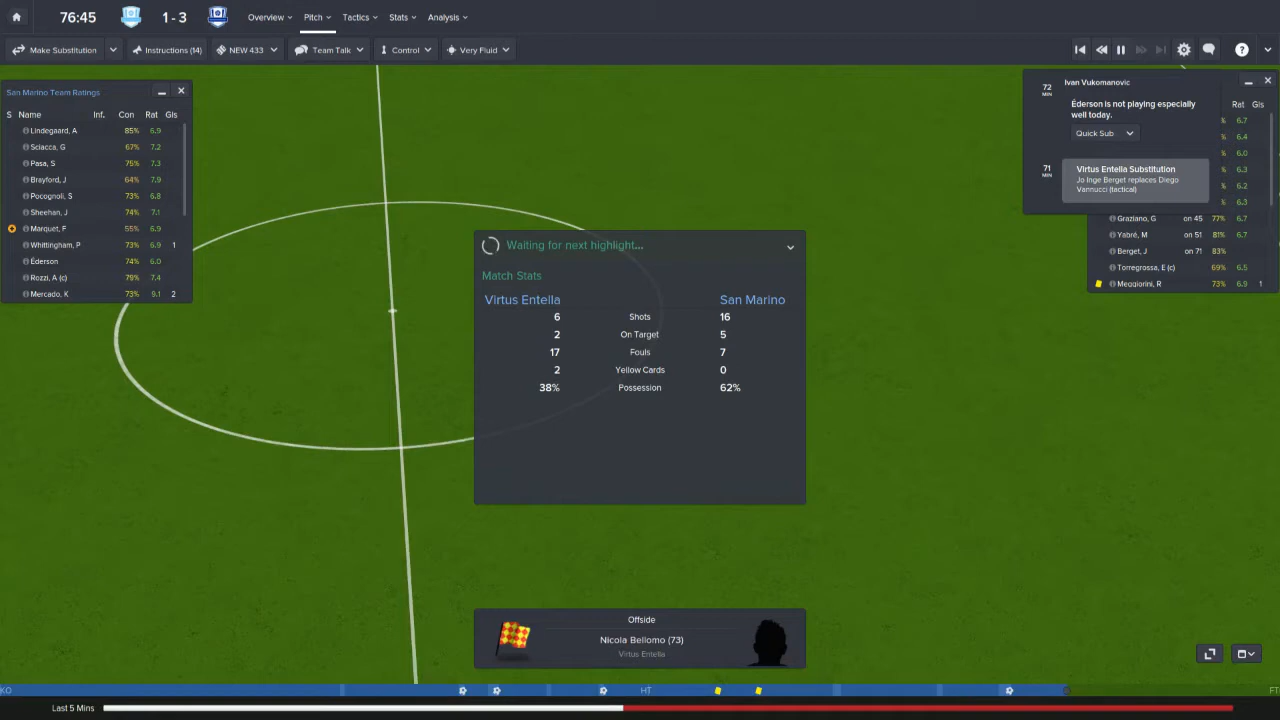 76:45
1 - 3
Overview
Pitch
Tactics
Stats
Analysis
Make Substitution
Instructions (14)
NEW 433
Team Talk
Control
Very Fluid
San Marino Team Ratings
S Name Inf. Con Rat Gls
Lindegaard, A 85% 6.9
Sciacca, G 67% 7.2
Pasa, S 75% 7.3
Brayford, J 64% 7.9
Pocognoli, S 73% 6.8
Sheehan, J 74% 7.1
Marquet, F 55% 6.9
Whittingham, P 73% 6.9 1
Éderson 74% 6.0
Rozzi, A (c) 79% 7.4
Mercado, K 73% 9.1 2
72 MIN
Ivan Vukomanovic
Éderson is not playing especially
well today.
Quick Sub
71 MIN
Virtus Entella Substitution
Jo Inge Berget replaces Diego
Vannucci (tactical)
Rat Gls
% 6.7
% 6.4
% 6.0
% 6.3
% 6.2
% 6.3
Graziano, G on 45 77% 6.7
Yabré, M on 51 81% 6.7
Berget, J on 71 83%
Torregrossa, E (c) 69% 6.5
Meggiorini, R 73% 6.9 1
Waiting for next highlight...
Match Stats
Virtus Entella San Marino
6 Shots 16
2 On Target 5
17 Fouls 7
2 Yellow Cards 0
38% Possession 62%
Offside
Nicola Bellomo (73)
Virtus Entella
KO
HT
FT
Last 5 Mins